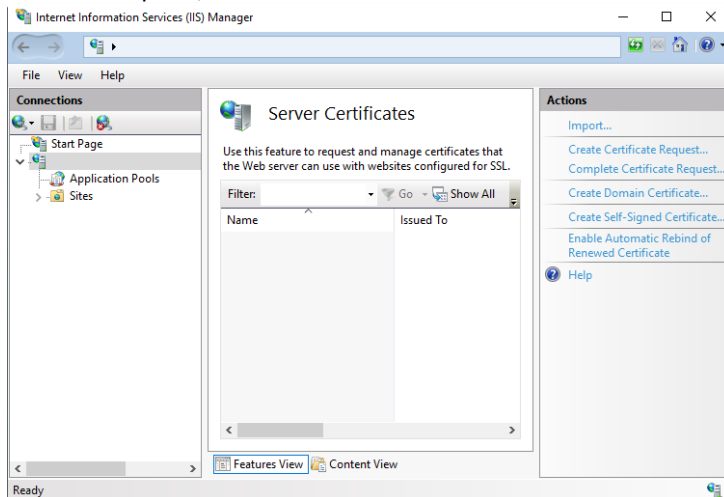 Internet Information Services (IIS) Manager
File View Help
Connections
Start Page
Application Pools
Sites
Server Certificates
Use this feature to request and manage certificates that
the Web server can use with websites configured for SSL.
Filter: Go Show All
Name Issued To
Features View Content View
Actions
Import...
Create Certificate Request...
Complete Certificate Request...
Create Domain Certificate...
Create Self-Signed Certificate...
Enable Automatic Rebind of
Renewed Certificate
Help
Ready